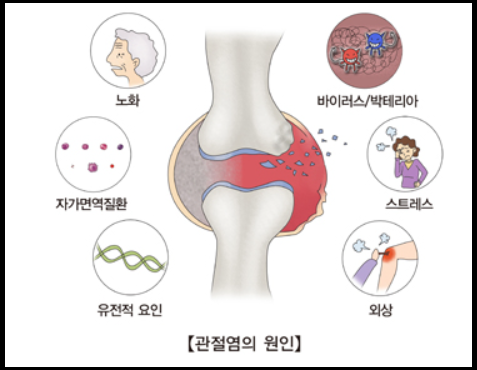 노화
바이러스/박테리아
자가면역질환
스트레스
유전적 요인
외상
【관절염의 원인】